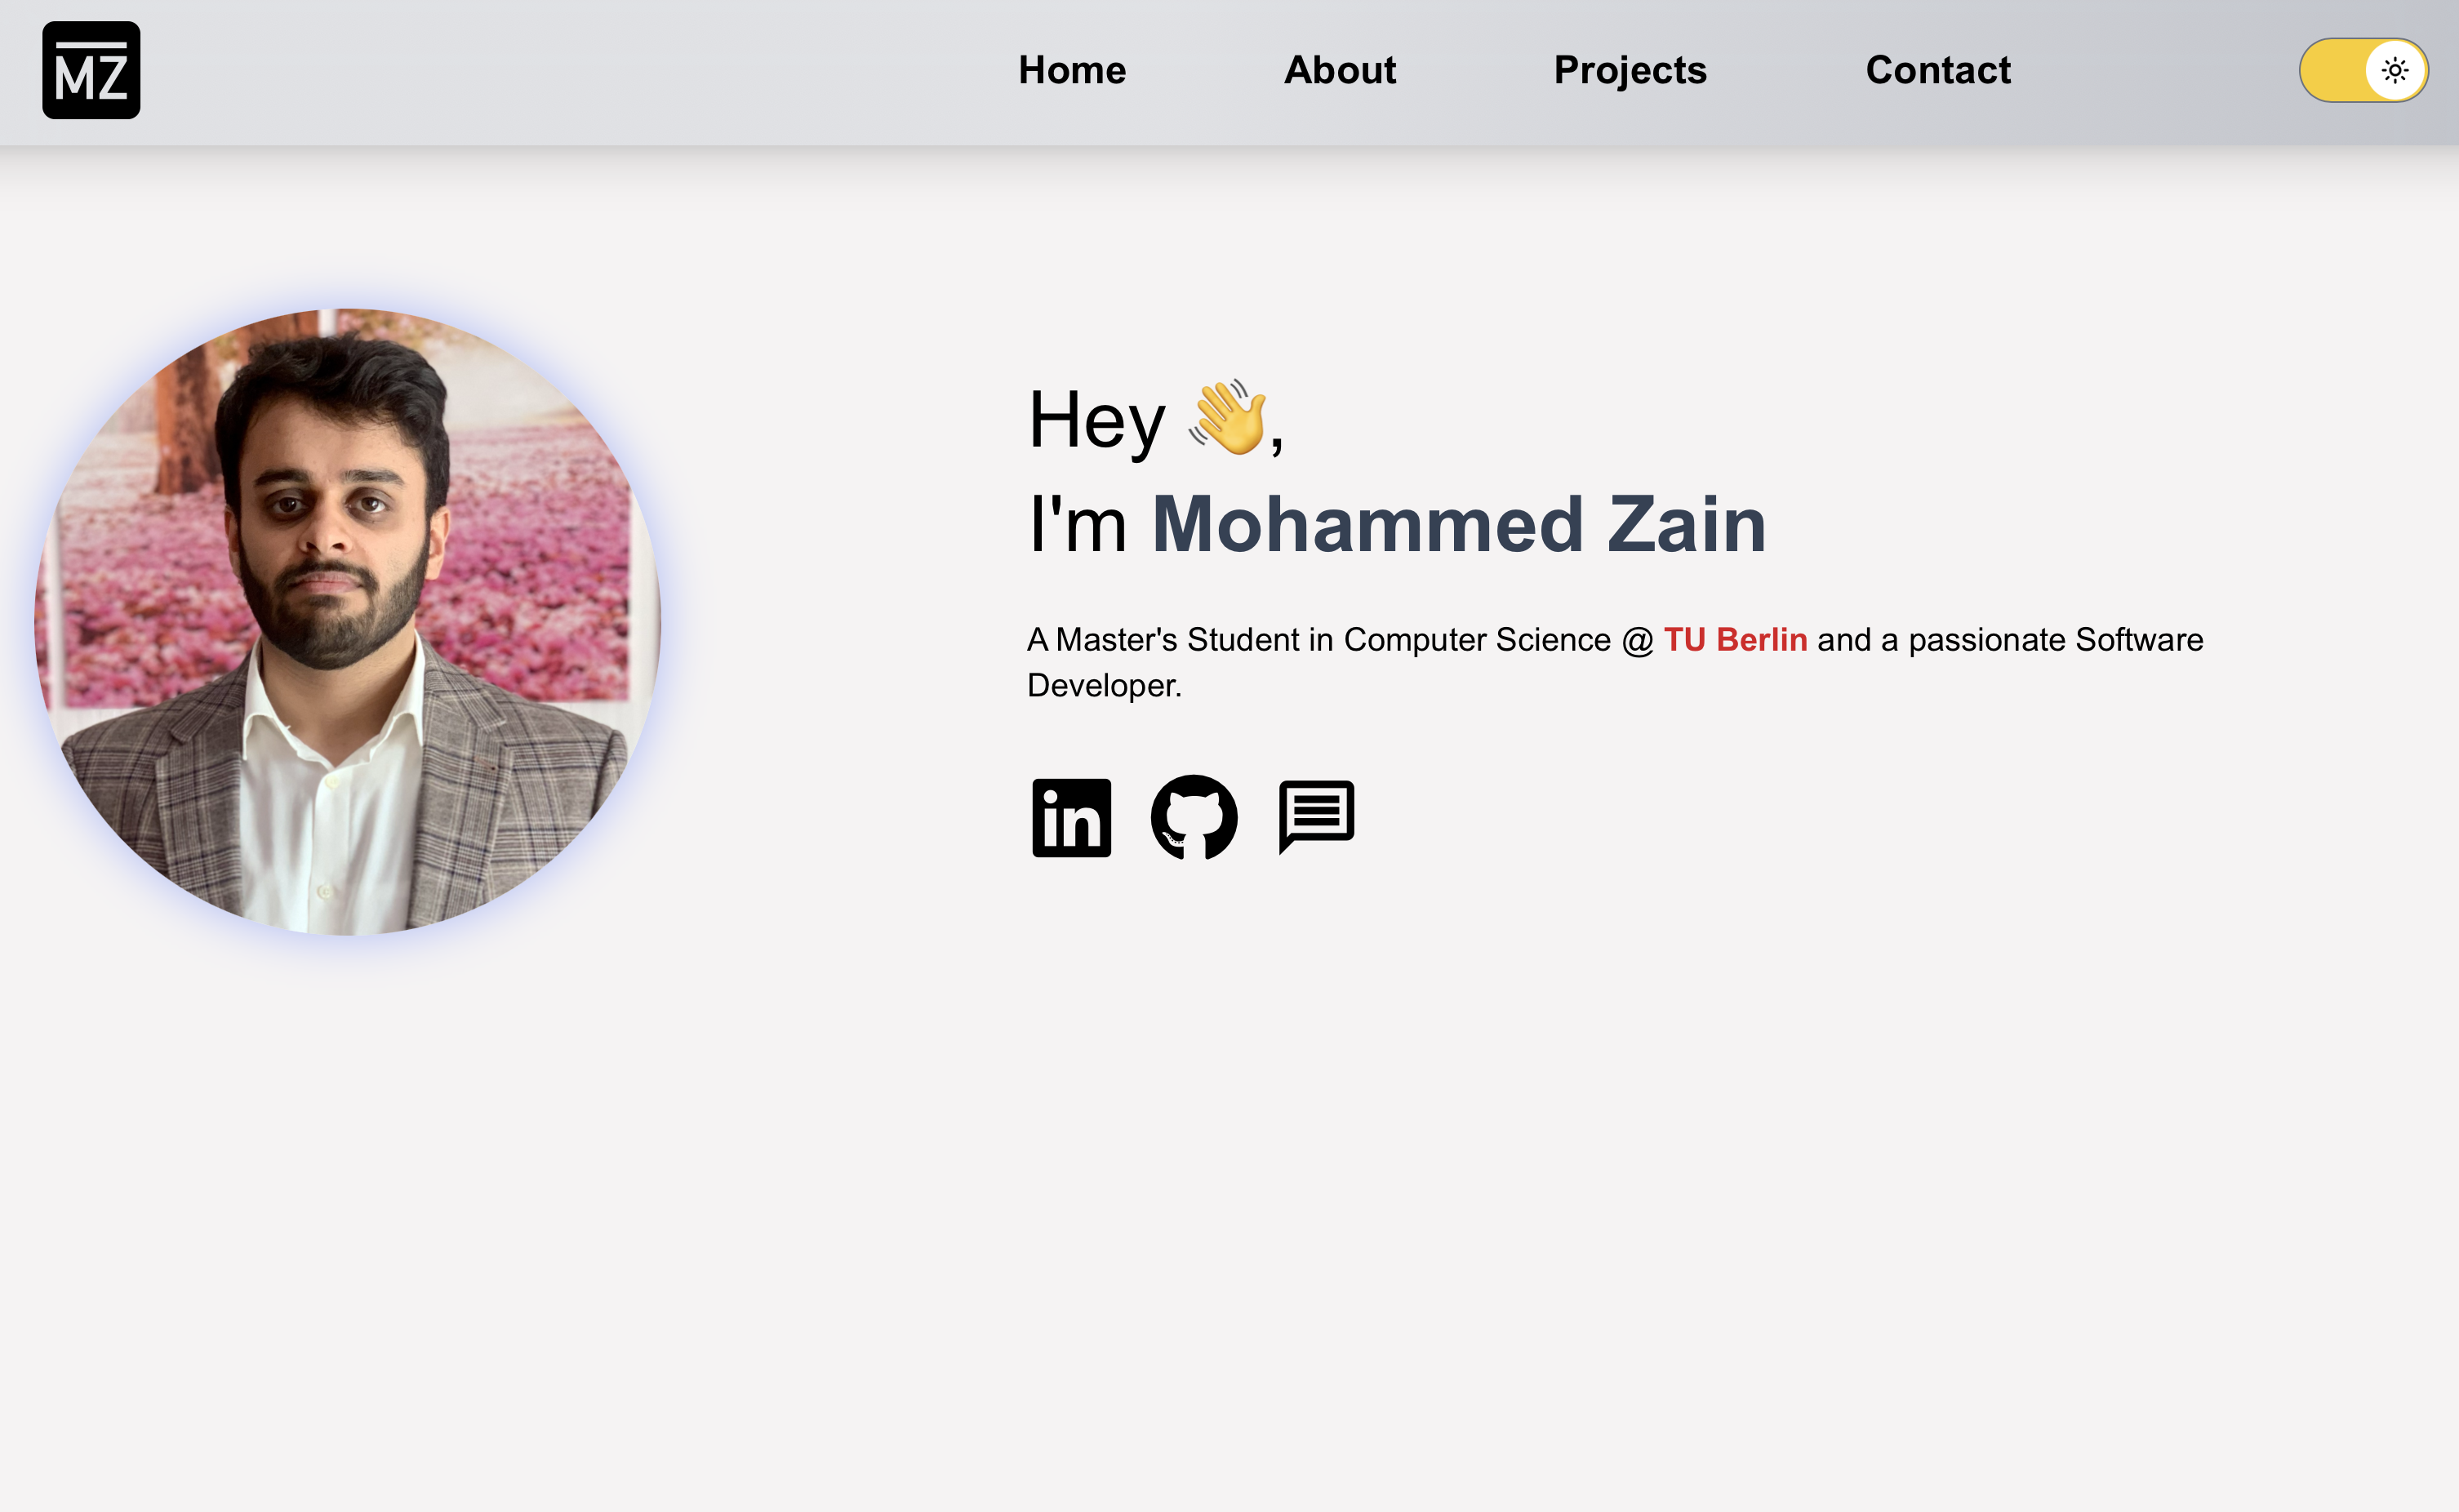 MZ
Home About Projects Contact
Hey 👋,
I'm Mohammed Zain
A Master's Student in Computer Science @ TU Berlin and a passionate Software
Developer.
in